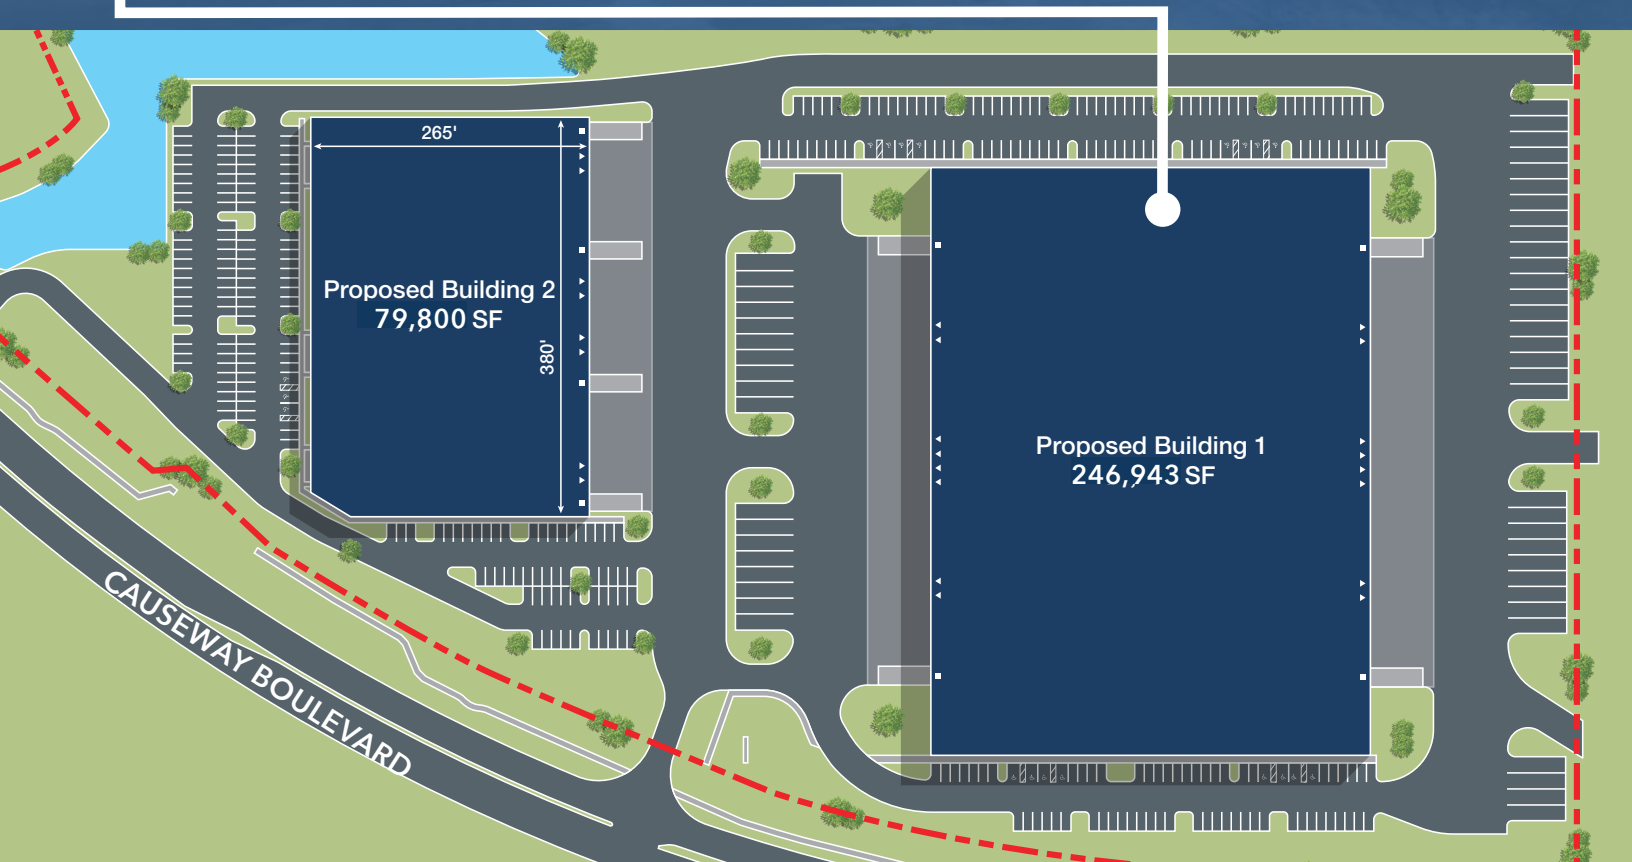 265'
Proposed Building 2
79,800 SF
380'
Proposed Building 1
246,943 SF
CAUSEWAY BOULEVARD